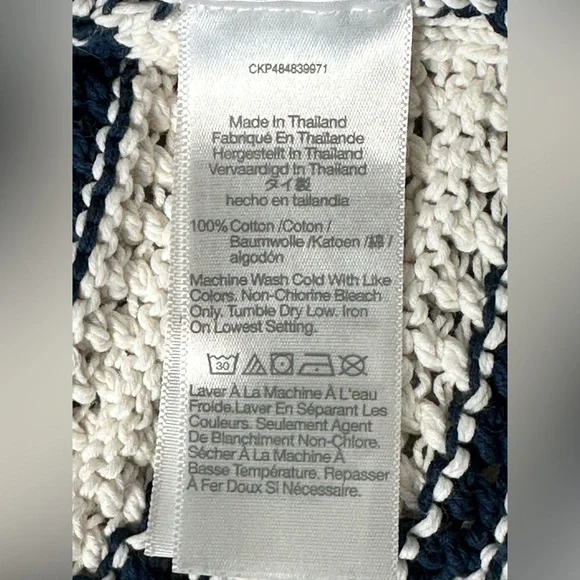 CKP484839971
Made In Thailand
Fabriqué En Thaïlande
Hergestellt In Thailand
Vervaardigd In Thailand
タイ製
hecho en tailandia
100% Cotton /Coton /
Baumwolle /Katoen /綿 /
algodón
Machine Wash Cold With Like
Colors. Non-Chlorine Bleach
Only. Tumble Dry Low. Iron
On Lowest Setting.
30
Laver À La Machine À L'eau
Froide.Laver En Séparant Les
Couleurs. Seulement Agent
De Blanchiment Non-Chlore.
Sécher À La Machine À
Basse Température. Repasser
À Fer Doux Si Nécessaire.